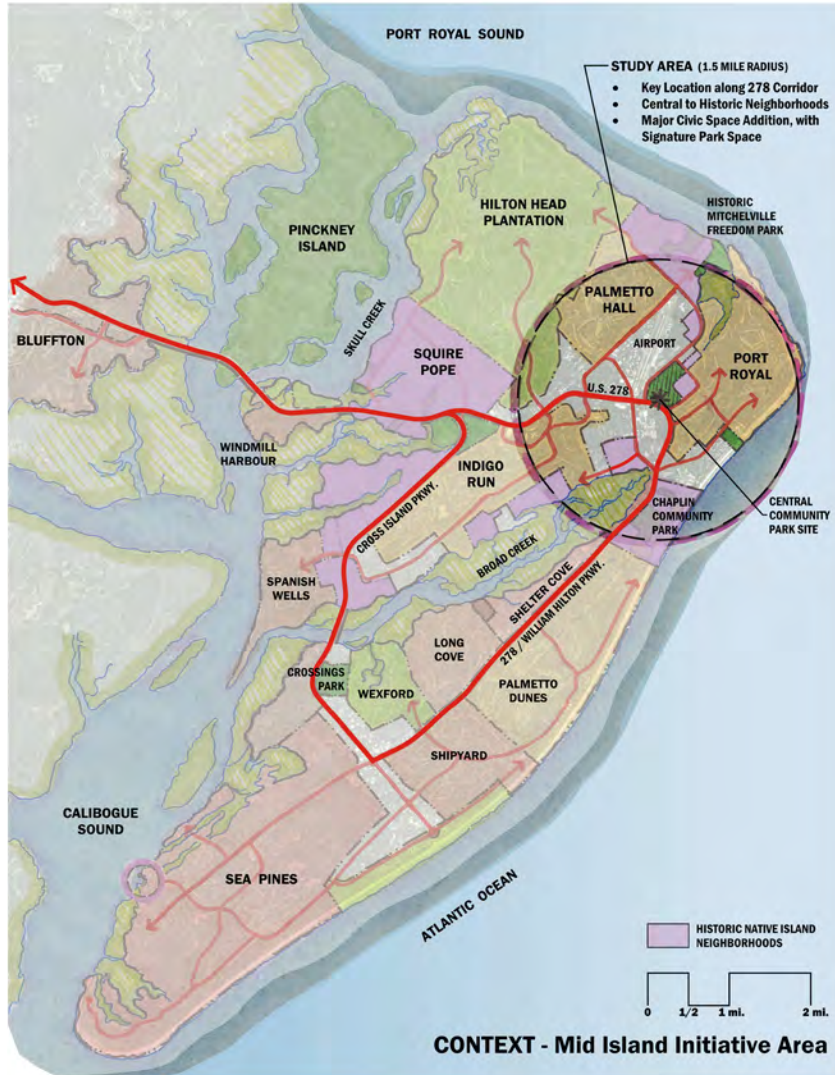 PORT ROYAL SOUND
STUDY AREA (1.5 MILE RADIUS)
• Key Location along 278 Corridor
• Central to Historic Neighborhoods
• Major Civic Space Addition, with
Signature Park Space
HISTORIC
MITCHELVILLE
FREEDOM PARK
HILTON HEAD
PLANTATION
PINCKNEY
ISLAND
SKULL CREEK
PALMETTO
HALL
AIRPORT
PORT
ROYAL
BLUFFTON
SQUIRE
POPE
U.S. 278
WINDMILL
HARBOUR
INDIGO
RUN
CROSS ISLAND PKWY.
CHAPLIN
COMMUNITY
PARK
CENTRAL
COMMUNITY
PARK SITE
BROAD CREEK
SPANISH
WELLS
SHELTER COVE
278 / WILLIAM HILTON PKWY.
LONG
COVE
CROSSINGS
PARK
WEXFORD
PALMETTO
DUNES
SHIPYARD
CALIBOGUE
SOUND
SEA PINES
ATLANTIC OCEAN
HISTORIC NATIVE ISLAND
NEIGHBORHOODS
0 1/2 1 mi. 2 mi.
CONTEXT - Mid Island Initiative Area